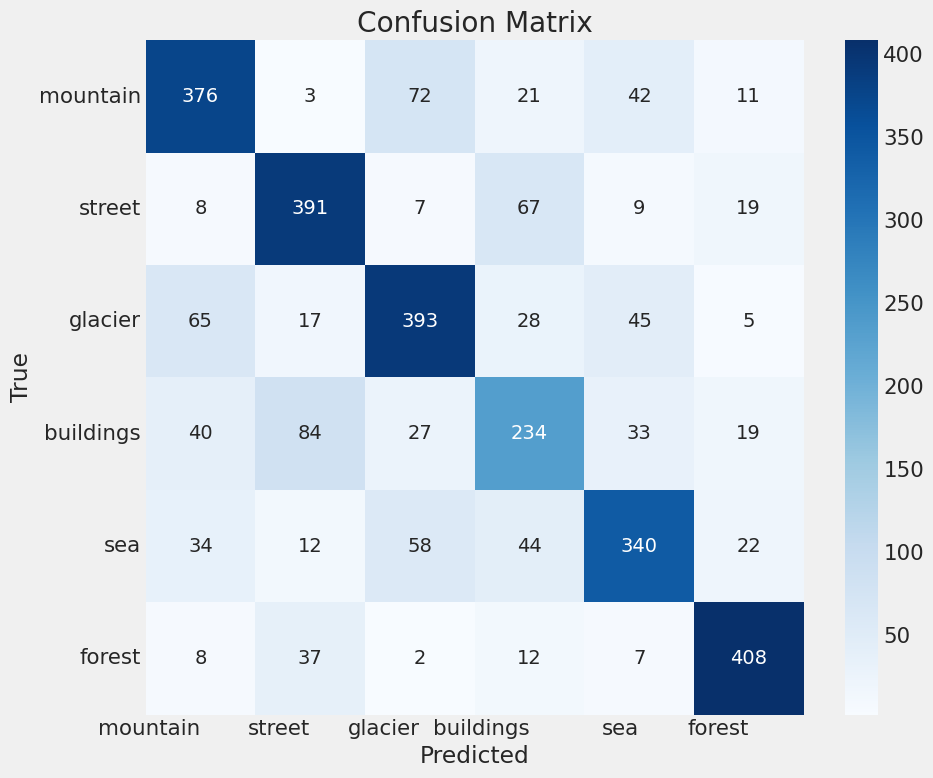 Confusion Matrix
mountain 376 3 72 21 42 11
street 8 391 7 67 9 19
glacier 65 17 393 28 45 5
buildings 40 84 27 234 33 19
sea 34 12 58 44 340 22
forest 8 37 2 12 7 408
mountain street glacier buildings sea forest
Predicted
True
400
350
300
250
200
150
100
50